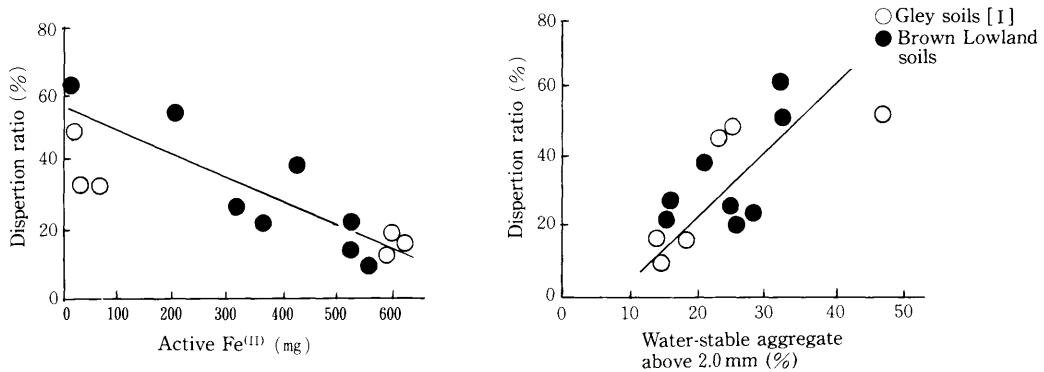 80
60
40
20
0
Dispertion ratio (%)
0 100 200 300 400 500 600
Active Fe(II) (mg)
80
60
40
20
0
Dispertion ratio (%)
0 10 20 30 40 50
Water-stable aggregate
above 2.0 mm (%)
Gley soils [I]
Brown Lowland
soils